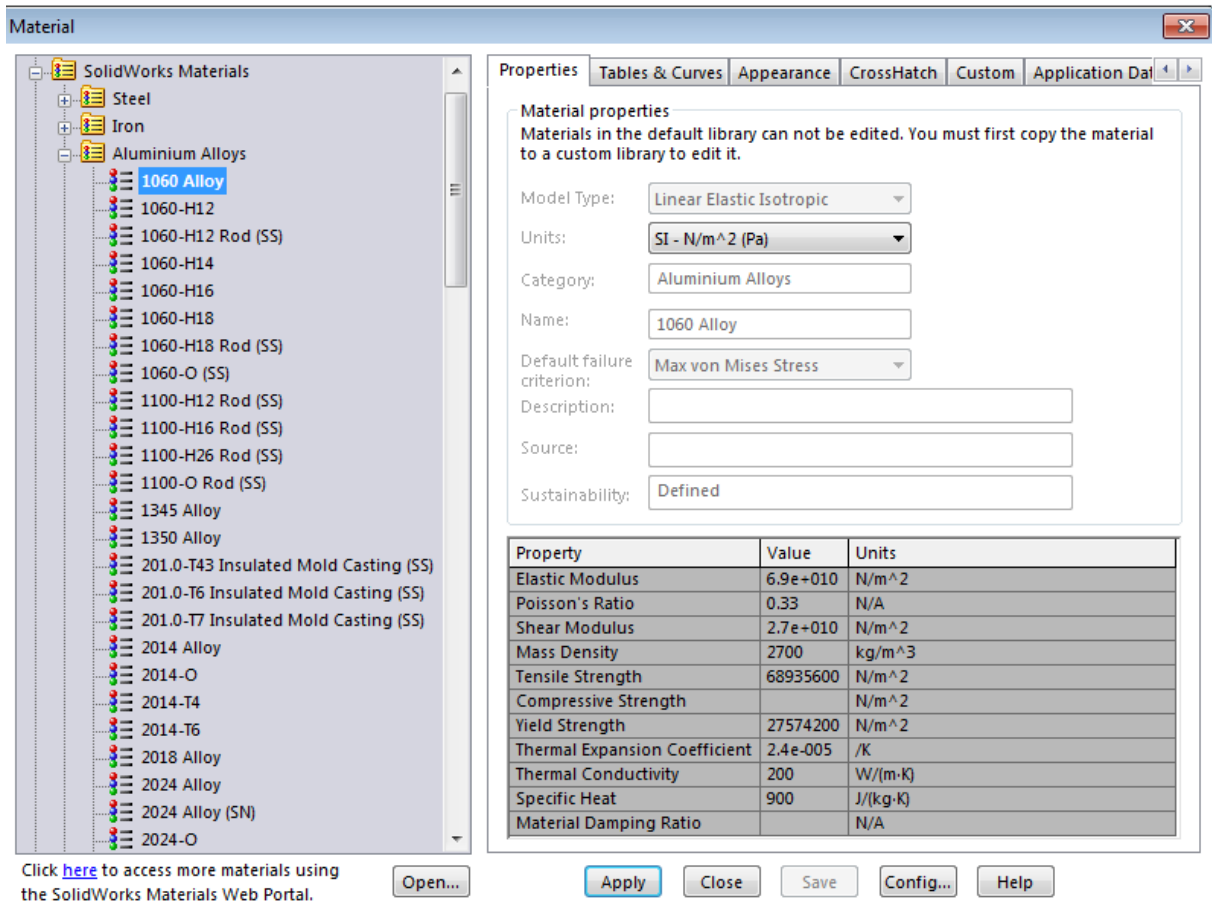 Material
SolidWorks Materials
Steel
Iron
Aluminium Alloys
1060 Alloy
1060-H12
1060-H12 Rod (SS)
1060-H14
1060-H16
1060-H18
1060-H18 Rod (SS)
1060-O (SS)
1100-H12 Rod (SS)
1100-H16 Rod (SS)
1100-H26 Rod (SS)
1100-O Rod (SS)
1345 Alloy
1350 Alloy
201.0-T43 Insulated Mold Casting (SS)
201.0-T6 Insulated Mold Casting (SS)
201.0-T7 Insulated Mold Casting (SS)
2014 Alloy
2014-O
2014-T4
2014-T6
2018 Alloy
2024 Alloy
2024 Alloy (SN)
2024-O
Click here to access more materials using
the SolidWorks Materials Web Portal.
Open...
Properties Tables & Curves Appearance CrossHatch Custom Application Dat
Material properties
Materials in the default library can not be edited. You must first copy the material
to a custom library to edit it.
Model Type: Linear Elastic Isotropic
Units: SI - N/m^2 (Pa)
Category: Aluminium Alloys
Name: 1060 Alloy
Default failure
criterion: Max von Mises Stress
Description:
Source:
Sustainability: Defined
Property Value Units
Elastic Modulus 6.9e+010 N/m^2
Poisson's Ratio 0.33 N/A
Shear Modulus 2.7e+010 N/m^2
Mass Density 2700 kg/m^3
Tensile Strength 68935600 N/m^2
Compressive Strength N/m^2
Yield Strength 27574200 N/m^2
Thermal Expansion Coefficient 2.4e-005 /K
Thermal Conductivity 200 W/(m·K)
Specific Heat 900 J/(kg·K)
Material Damping Ratio N/A
Apply Close Save Config... Help